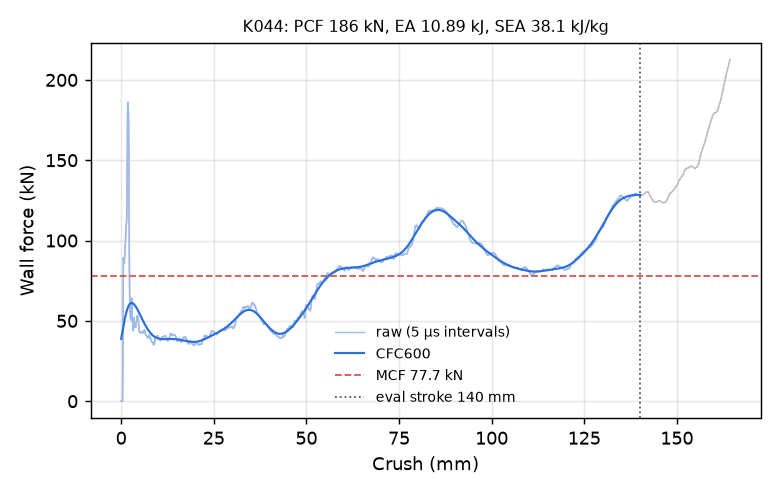 K044: PCF 186 kN, EA 10.89 kJ, SEA 38.1 kJ/kg
Wall force (kN)
200
150
100
50
0
raw (5 µs intervals)
CFC600
MCF 77.7 kN
eval stroke 140 mm
0 25 50 75 100 125 150
Crush (mm)